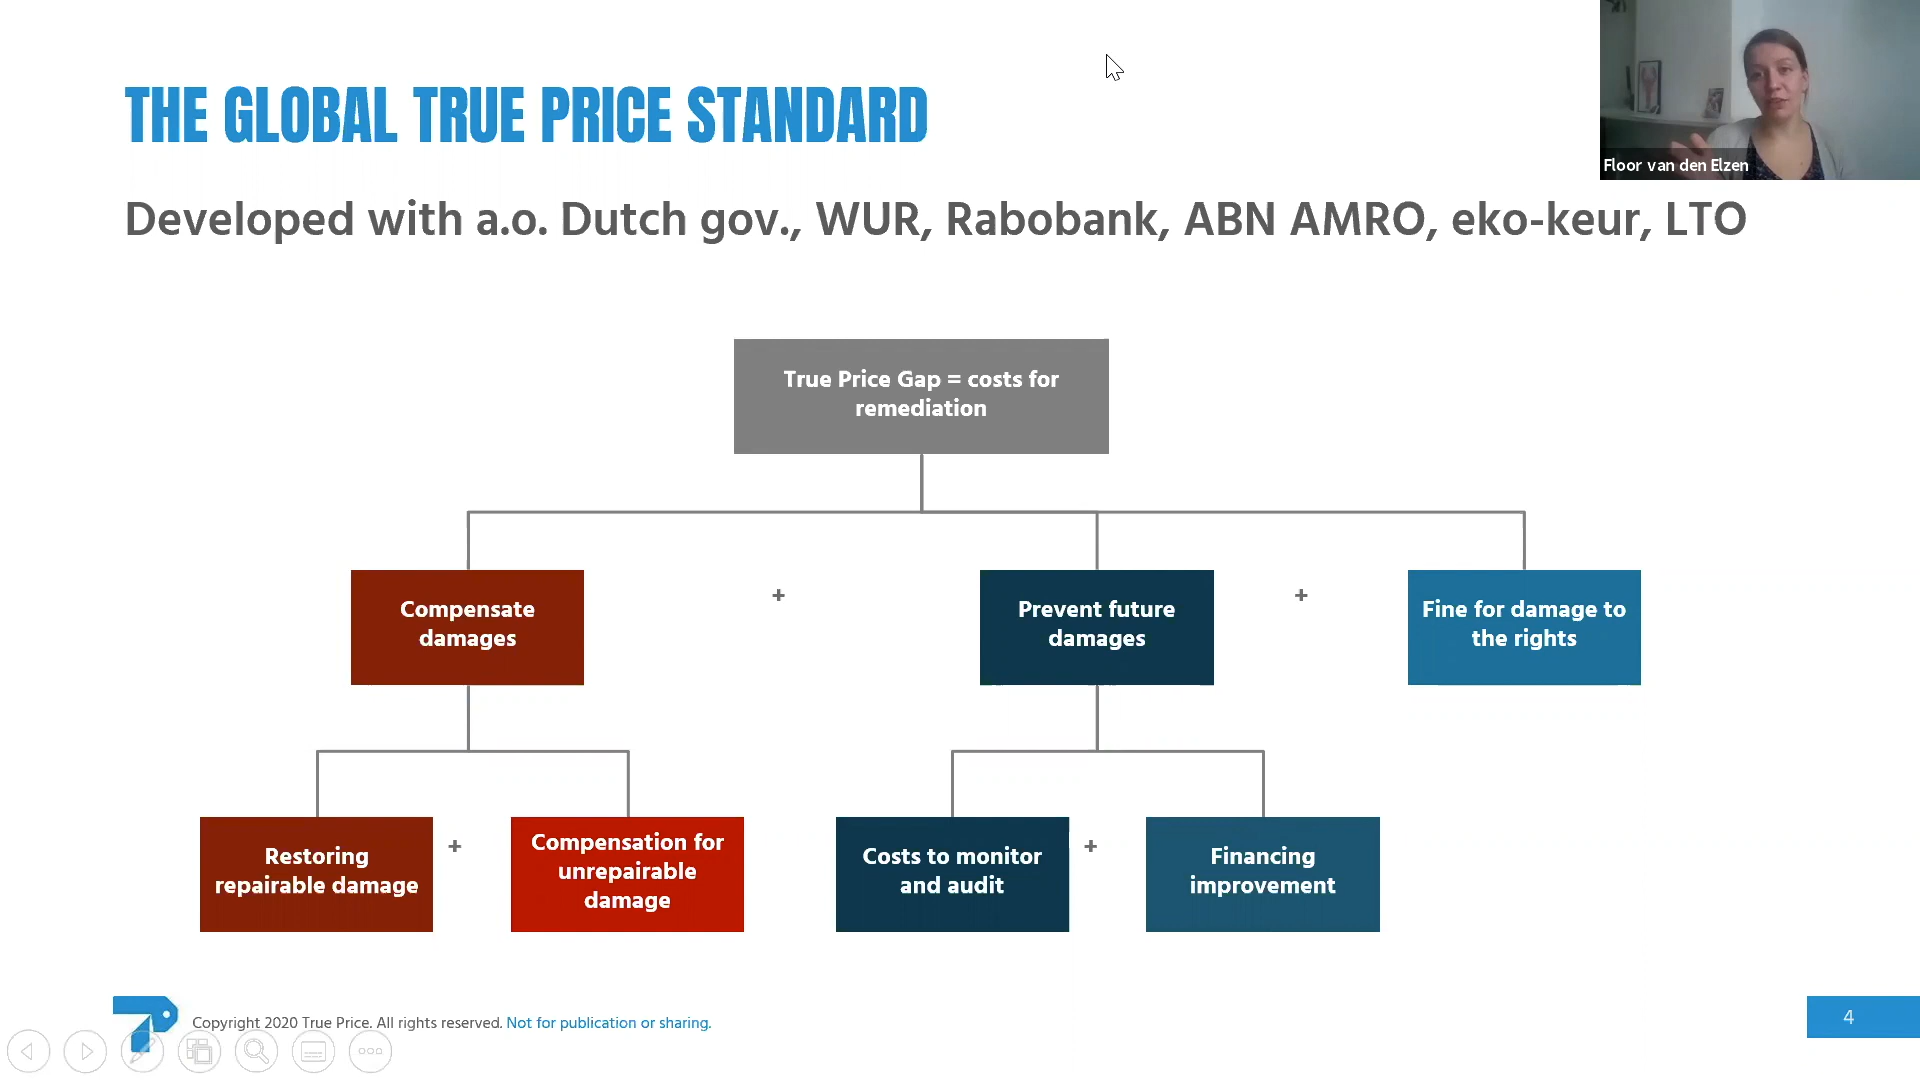 THE GLOBAL TRUE PRICE STANDARD
Floor van den Elzen
Developed with a.o. Dutch gov., WUR, Rabobank, ABN AMRO, eko-keur, LTO
True Price Gap = costs for
remediation
Compensate
damages
+
Prevent future
damages
+
Fine for damage to
the rights
Restoring
repairable damage
+
Compensation for
unrepairable
damage
Costs to monitor
and audit
+
Financing
improvement
Copyright 2020 True Price. All rights reserved. Not for publication or sharing.
4